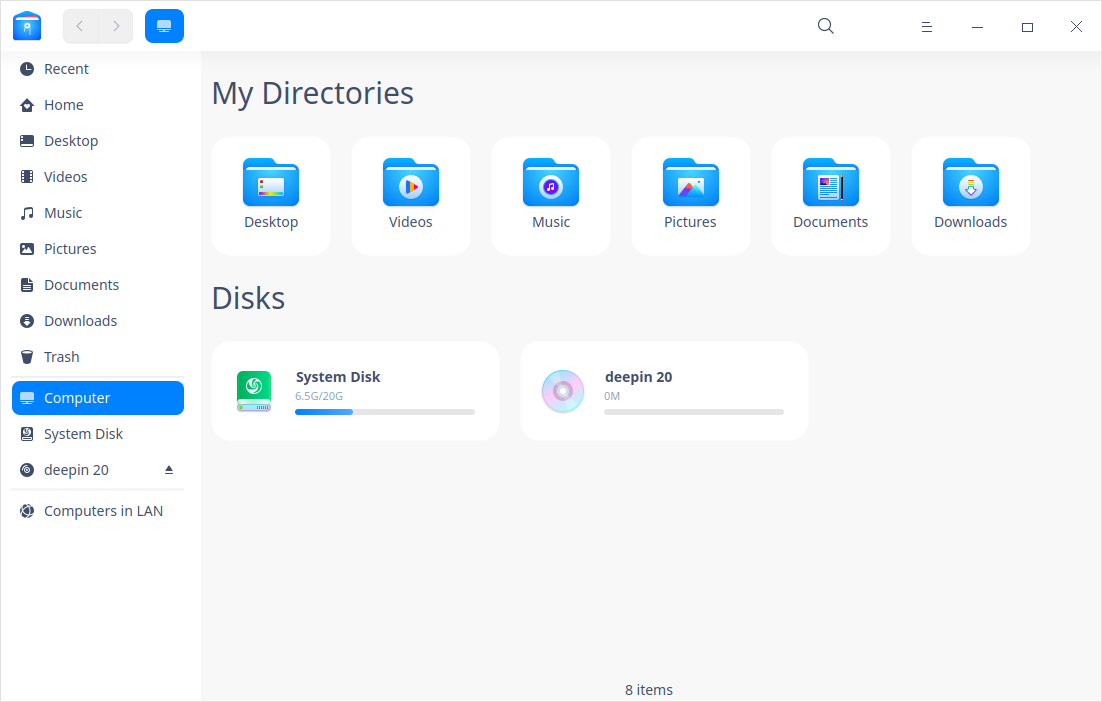 Recent
Home
Desktop
Videos
Music
Pictures
Documents
Downloads
Trash
Computer
System Disk
deepin 20
Computers in LAN
My Directories
Desktop
Videos
Music
Pictures
Documents
Downloads
Disks
System Disk
6.5G/20G
deepin 20
0M
8 items